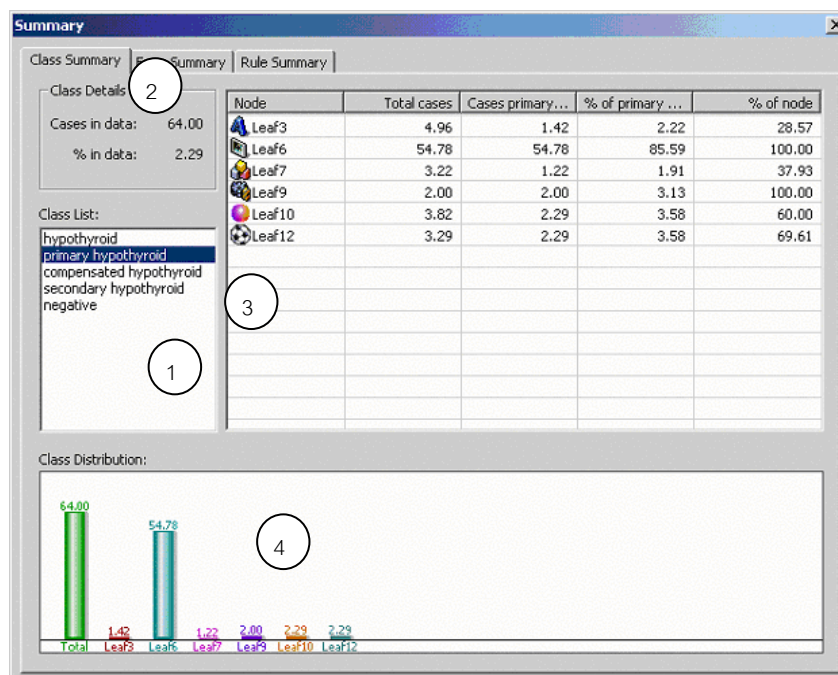 Summary
Class Summary
Summary
Rule Summary
Class Details
2
Cases in data: 64.00
% in data: 2.29
Class List:
hypothyroid
primary hypothyroid
compensated hypothyroid
secondary hypothyroid
negative
1
Node Total cases Cases primary... % of primary ... % of node
Leaf3 4.96 1.42 2.22 28.57
Leaf6 54.78 54.78 85.59 100.00
Leaf7 3.22 1.22 1.91 37.93
Leaf9 2.00 2.00 3.13 100.00
Leaf10 3.82 2.29 3.58 60.00
Leaf12 3.29 2.29 3.58 69.61
3
Class Distribution:
64.00 1.42 54.78 1.22 2.00 2.29 2.29
Total Leaf3 Leaf6 Leaf7 Leaf9 Leaf10 Leaf12
4